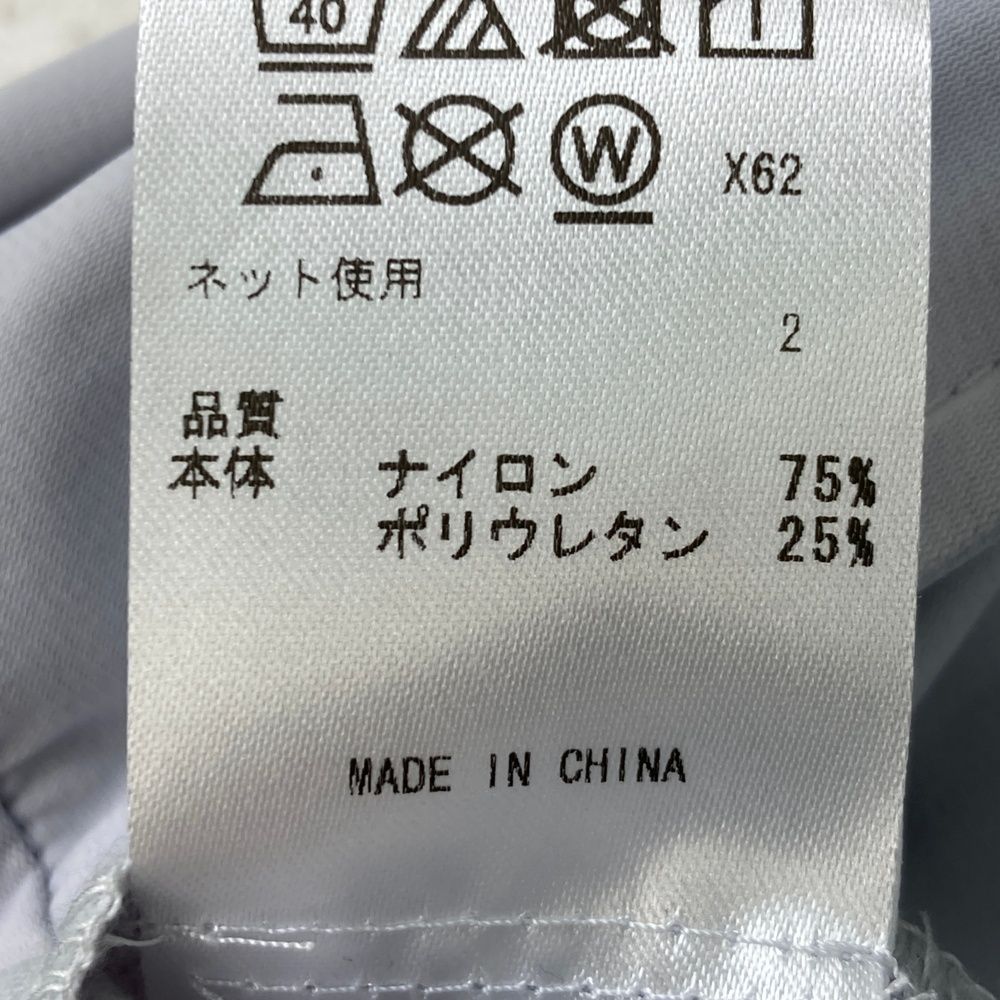 40
W X62
ネット使用
2
品質
本体 ナイロン 75%
ポリウレタン 25%
MADE IN CHINA